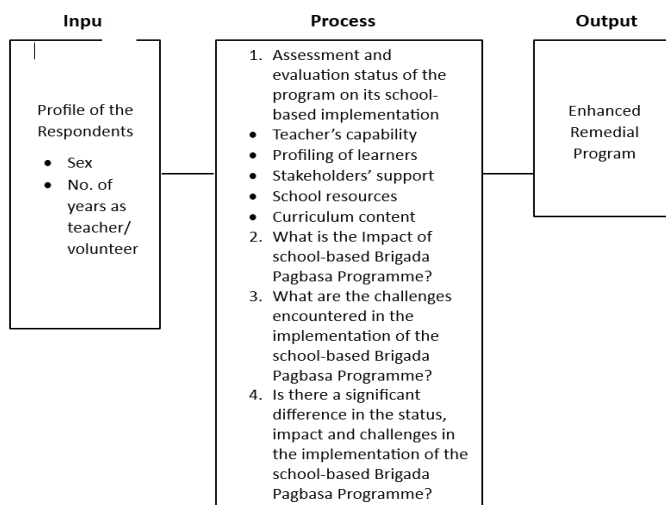 Inpu
Profile of the
Respondents
● Sex
● No. of
years as
teacher/
volunteer
Process
1. Assessment and
evaluation status of the
program on its school-
based implementation
● Teacher’s capability
● Profiling of learners
● Stakeholders’ support
● School resources
● Curriculum content
2. What is the Impact of
school-based Brigada
Pagbasa Programme?
3. What are the challenges
encountered in the
implementation of the
school-based Brigada
Pagbasa Programme?
4. Is there a significant
difference in the status,
impact and challenges in
the implementation of the
school-based Brigada
Pagbasa Programme?
Output
Enhanced
Remedial
Program